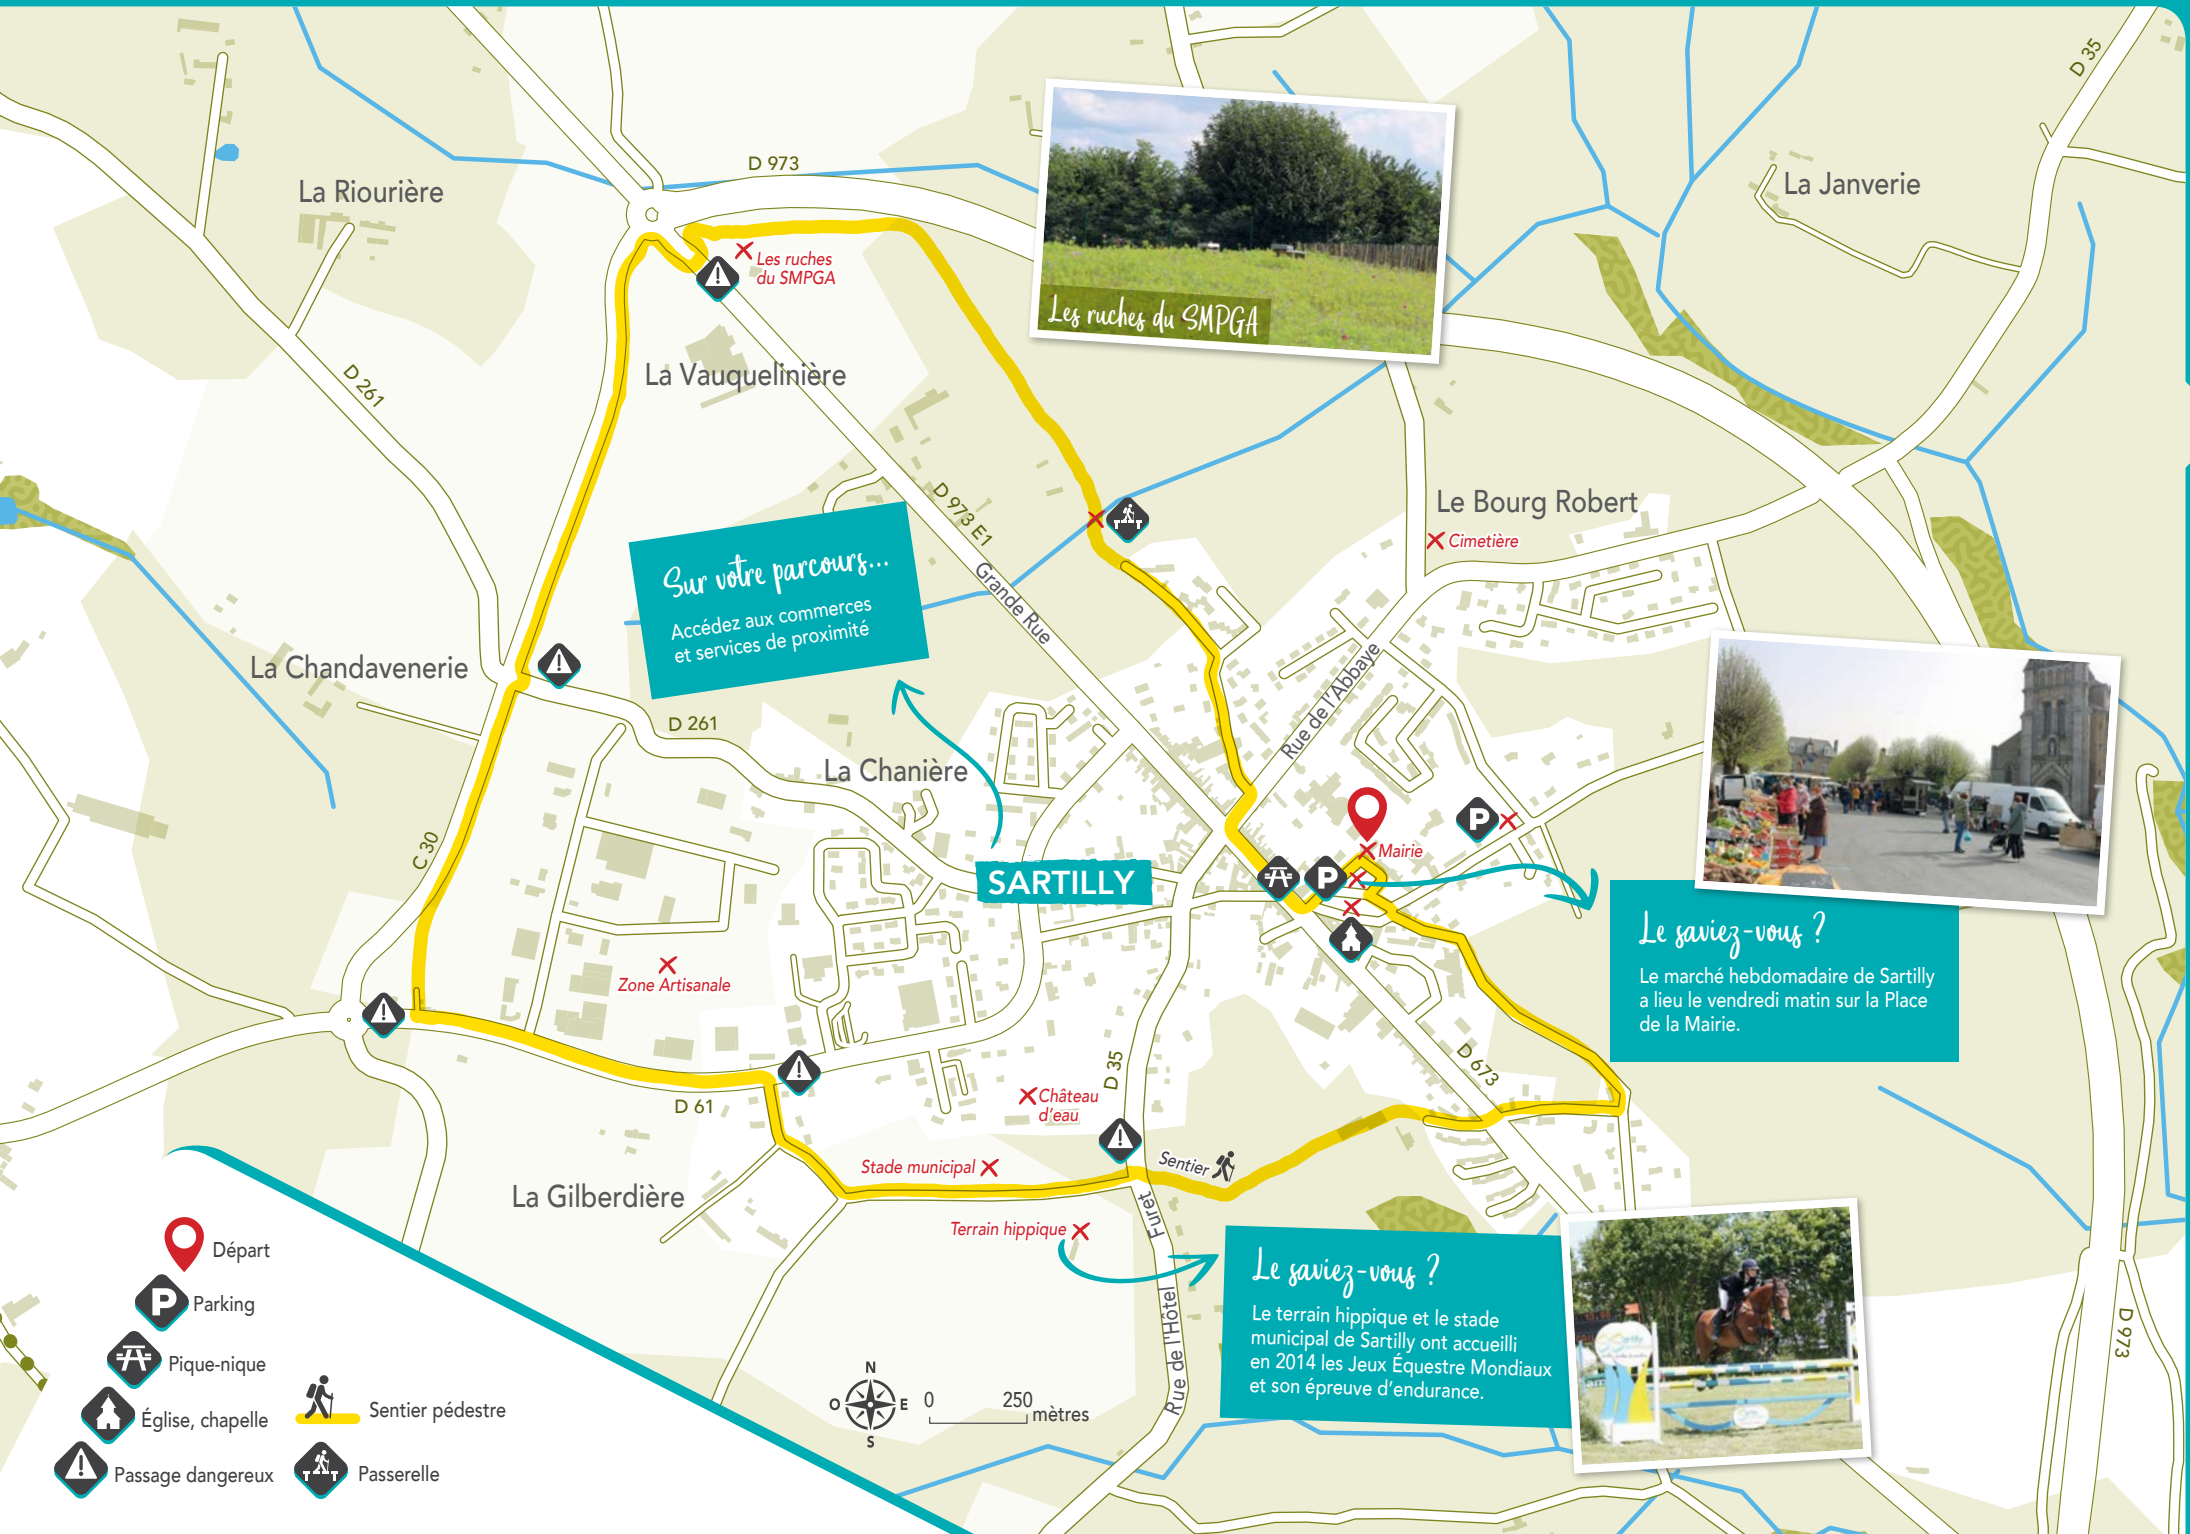 D 35
D 973
La Riourière
La Janverie
Les ruches
du SMPGA
Les ruches du SMPGA
D 261
La Vauquelinière
D 973 E1
Le Bourg Robert
Cimetière
Sur votre parcours...
Accédez aux commerces
et services de proximité
Grande Rue
La Chandavenerie
Rue de l'Abbaye
D 261
La Chanière
C 30
P
Mairie
SARTILLY
P
Le saviez-vous ?
Le marché hebdomadaire de Sartilly
a lieu le vendredi matin sur la Place
de la Mairie.
Zone Artisanale
D 35
D 673
Château
d'eau
D 61
Sentier
Stade municipal
La Gilberdière
Furet
Terrain hippique
Le saviez-vous ?
Le terrain hippique et le stade
municipal de Sartilly ont accueilli
en 2014 les Jeux Équestre Mondiaux
et son épreuve d'endurance.
Rue de l'Hôtel
D 973
Départ
P Parking
Pique-nique
Église, chapelle
Sentier pédestre
Passage dangereux
Passerelle
N
O
E
S
0
250
mètres